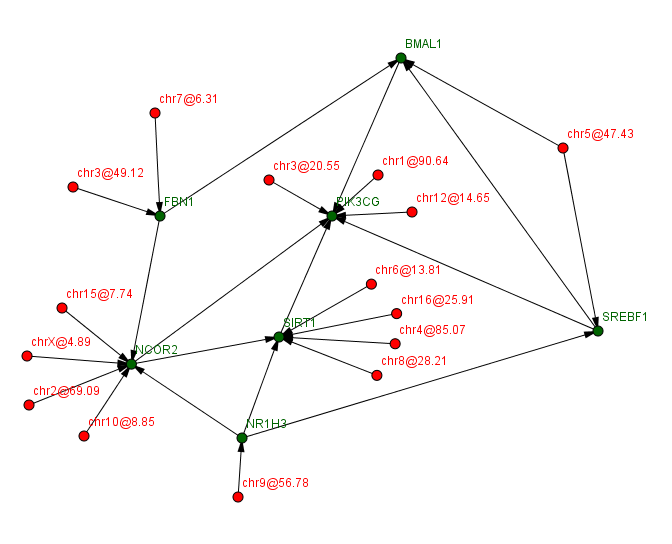 BMAL1
chr7@6.31
chr5@47.43
chr3@20.55
chr1@90.64
chr3@49.12
chr12@14.65
FBN1
PIK3CG
chr6@13.81
chr15@7.74
chr16@25.91
SREBF1
SIRT1
chr4@85.07
chrX@4.89
NCOR2
chr8@28.21
chr2@69.09
chr10@8.85
NR1H3
chr9@56.78